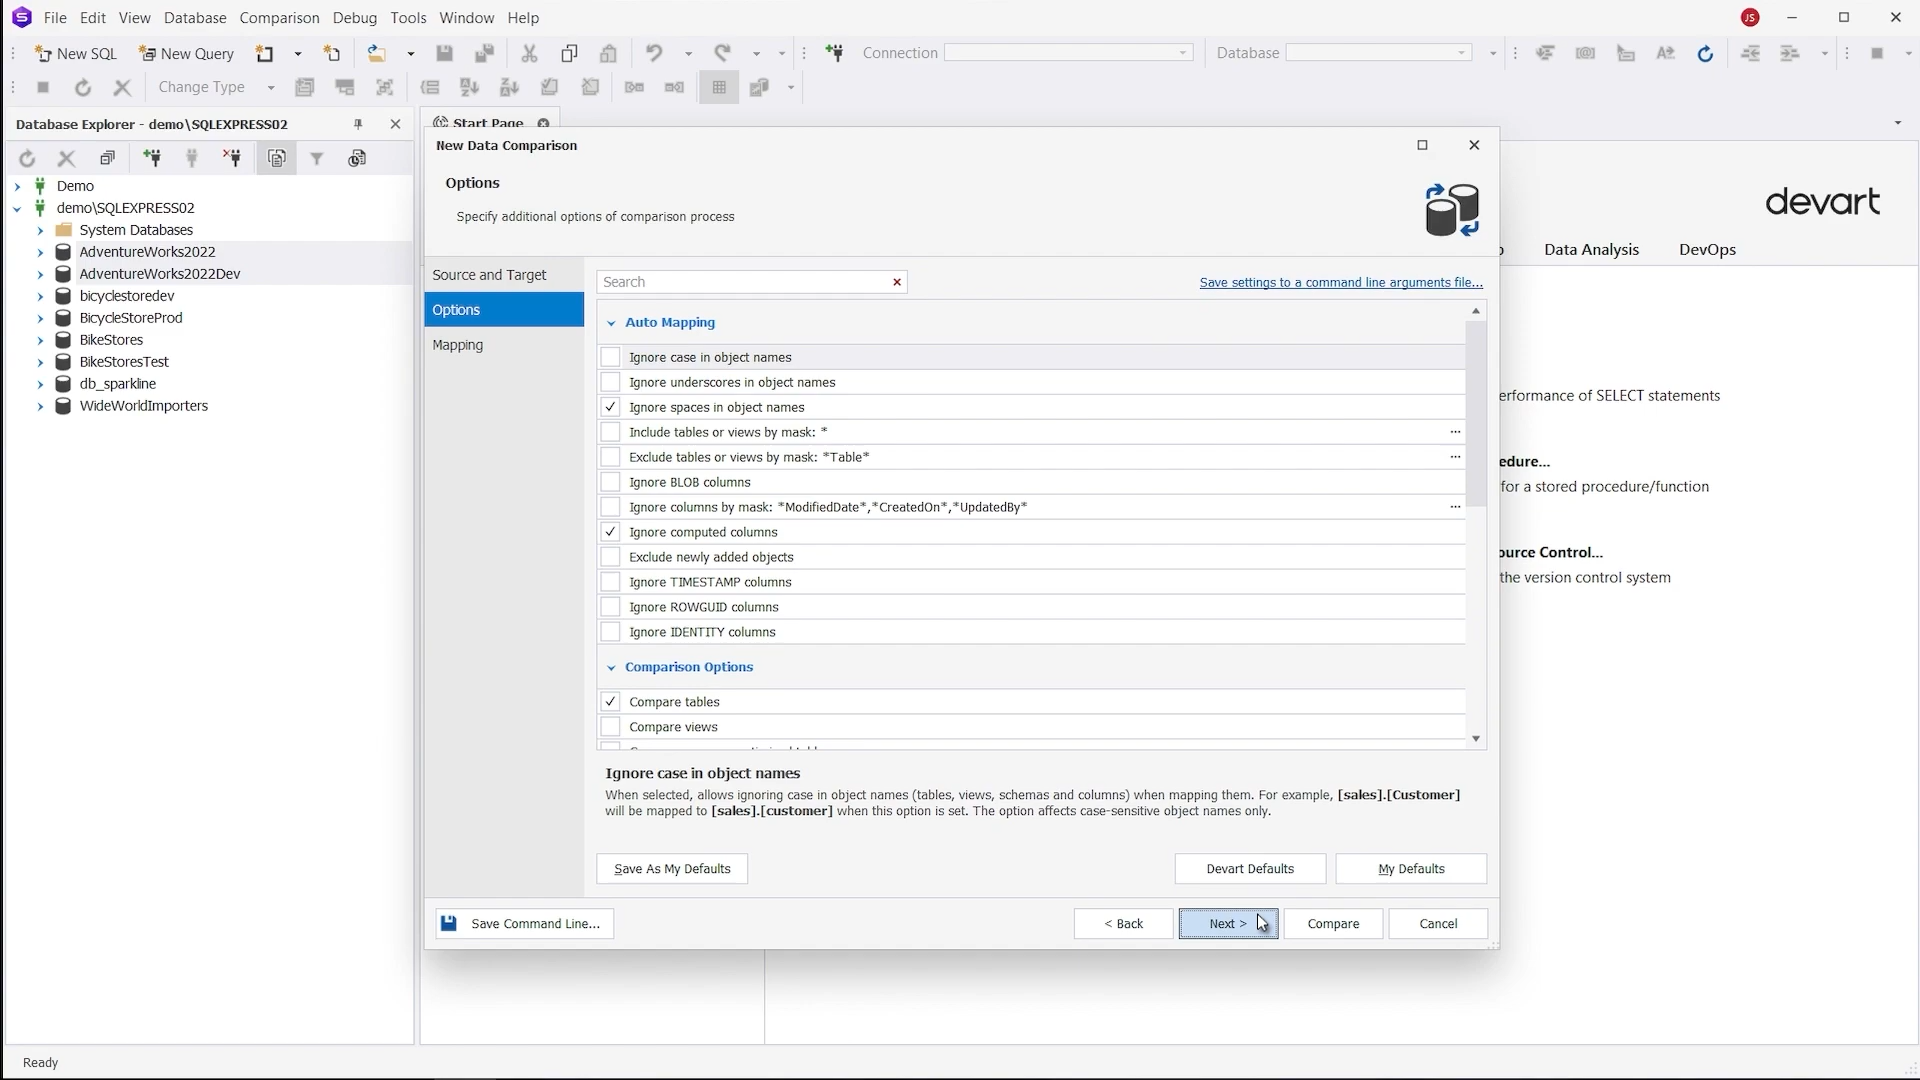 File Edit View Database Comparison Debug Tools Window Help JS
New SQL New Query Connection Database
Change Type
Database Explorer - demo\SQLEXPRESS02
Demo
demo\SQLEXPRESS02
System Databases
AdventureWorks2022
AdventureWorks2022Dev
bicyclestoredev
BicycleStoreProd
BikeStores
BikeStoresTest
db_sparkline
WideWorldImporters
Start Page
New Data Comparison
Options
Specify additional options of comparison process
Source and Target
Options
Mapping
Search
Save settings to a command line arguments file...
Auto Mapping
Ignore case in object names
Ignore underscores in object names
Ignore spaces in object names
Include tables or views by mask: * ...
Exclude tables or views by mask: *Table* ...
Ignore BLOB columns
Ignore columns by mask: *ModifiedDate*,*CreatedOn*,*UpdatedBy* ...
Ignore computed columns
Exclude newly added objects
Ignore TIMESTAMP columns
Ignore ROWGUID columns
Ignore IDENTITY columns
Comparison Options
Compare tables
Compare views
Ignore case in object names
When selected, allows ignoring case in object names (tables, views, schemas and columns) when mapping them. For example, [sales].[Customer]
will be mapped to [sales].[customer] when this option is set. The option affects case-sensitive object names only.
Save As My Defaults Devart Defaults My Defaults
Save Command Line... < Back Next > Compare Cancel
devart
Data Analysis DevOps
erformance of SELECT statements
edure...
for a stored procedure/function
ource Control...
the version control system
Ready